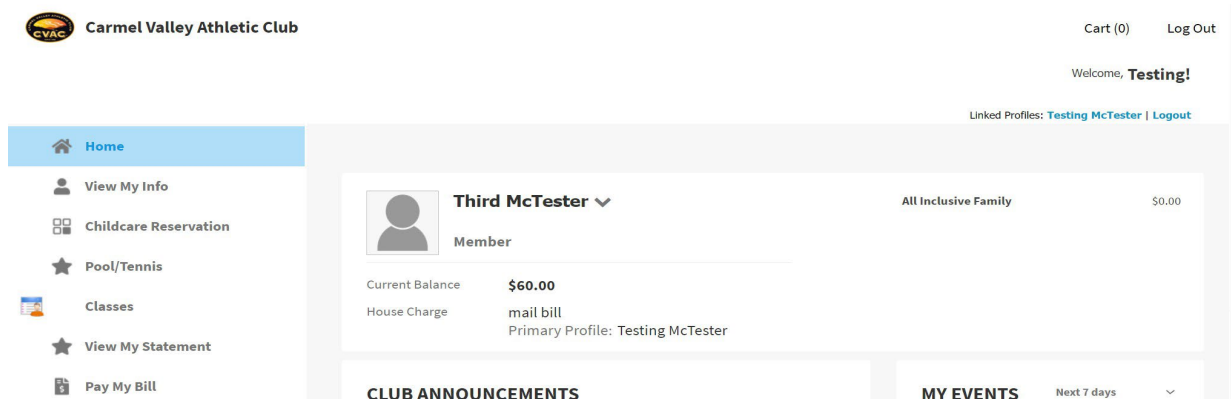 CVAC
Carmel Valley Athletic Club
Cart (0) Log Out
Welcome, Testing!
Linked Profiles: Testing McTester | Logout
Home
View My Info
Childcare Reservation
Pool/Tennis
Classes
View My Statement
Pay My Bill
Third McTester
Member
All Inclusive Family $0.00
Current Balance $60.00
House Charge mail bill
Primary Profile: Testing McTester
CLUB ANNOUNCEMENTS
MY EVENTS Next 7 days